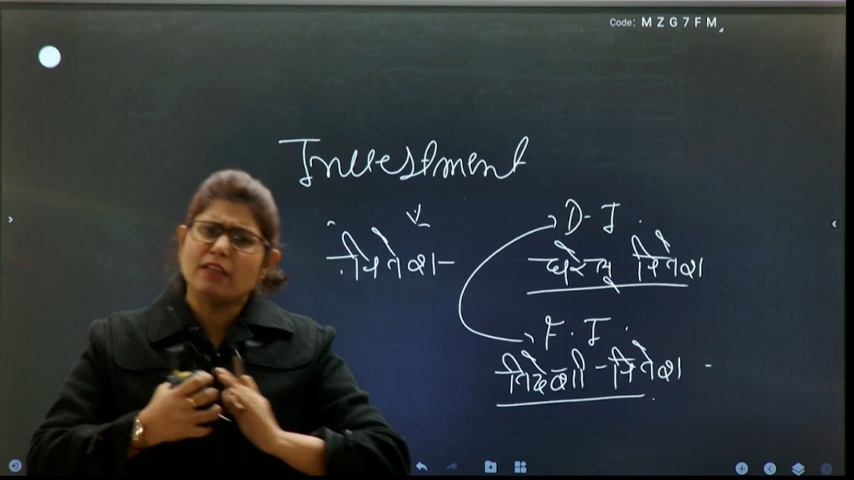 Code: MZG7FM
Investment
निवेश-
D.I.
घरेलू निवेश
F.I.
विदेशी - निवेश -